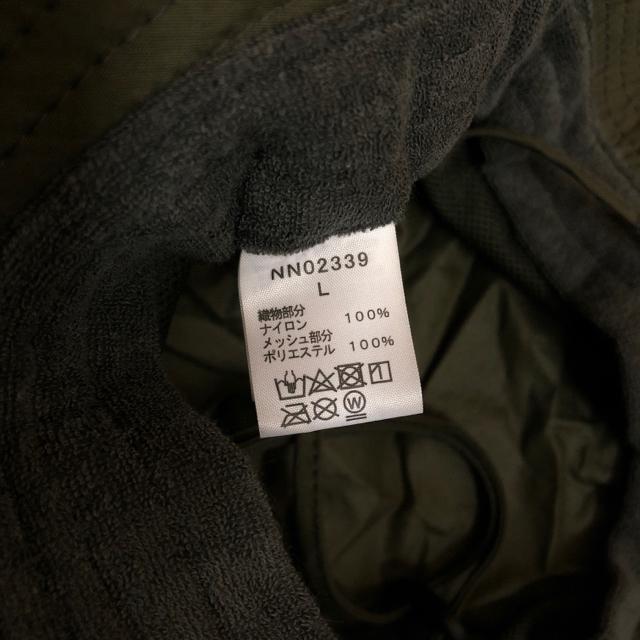 NN02339
L
織物部分
ナイロン 100%
メッシュ部分
ポリエステル 100%
W